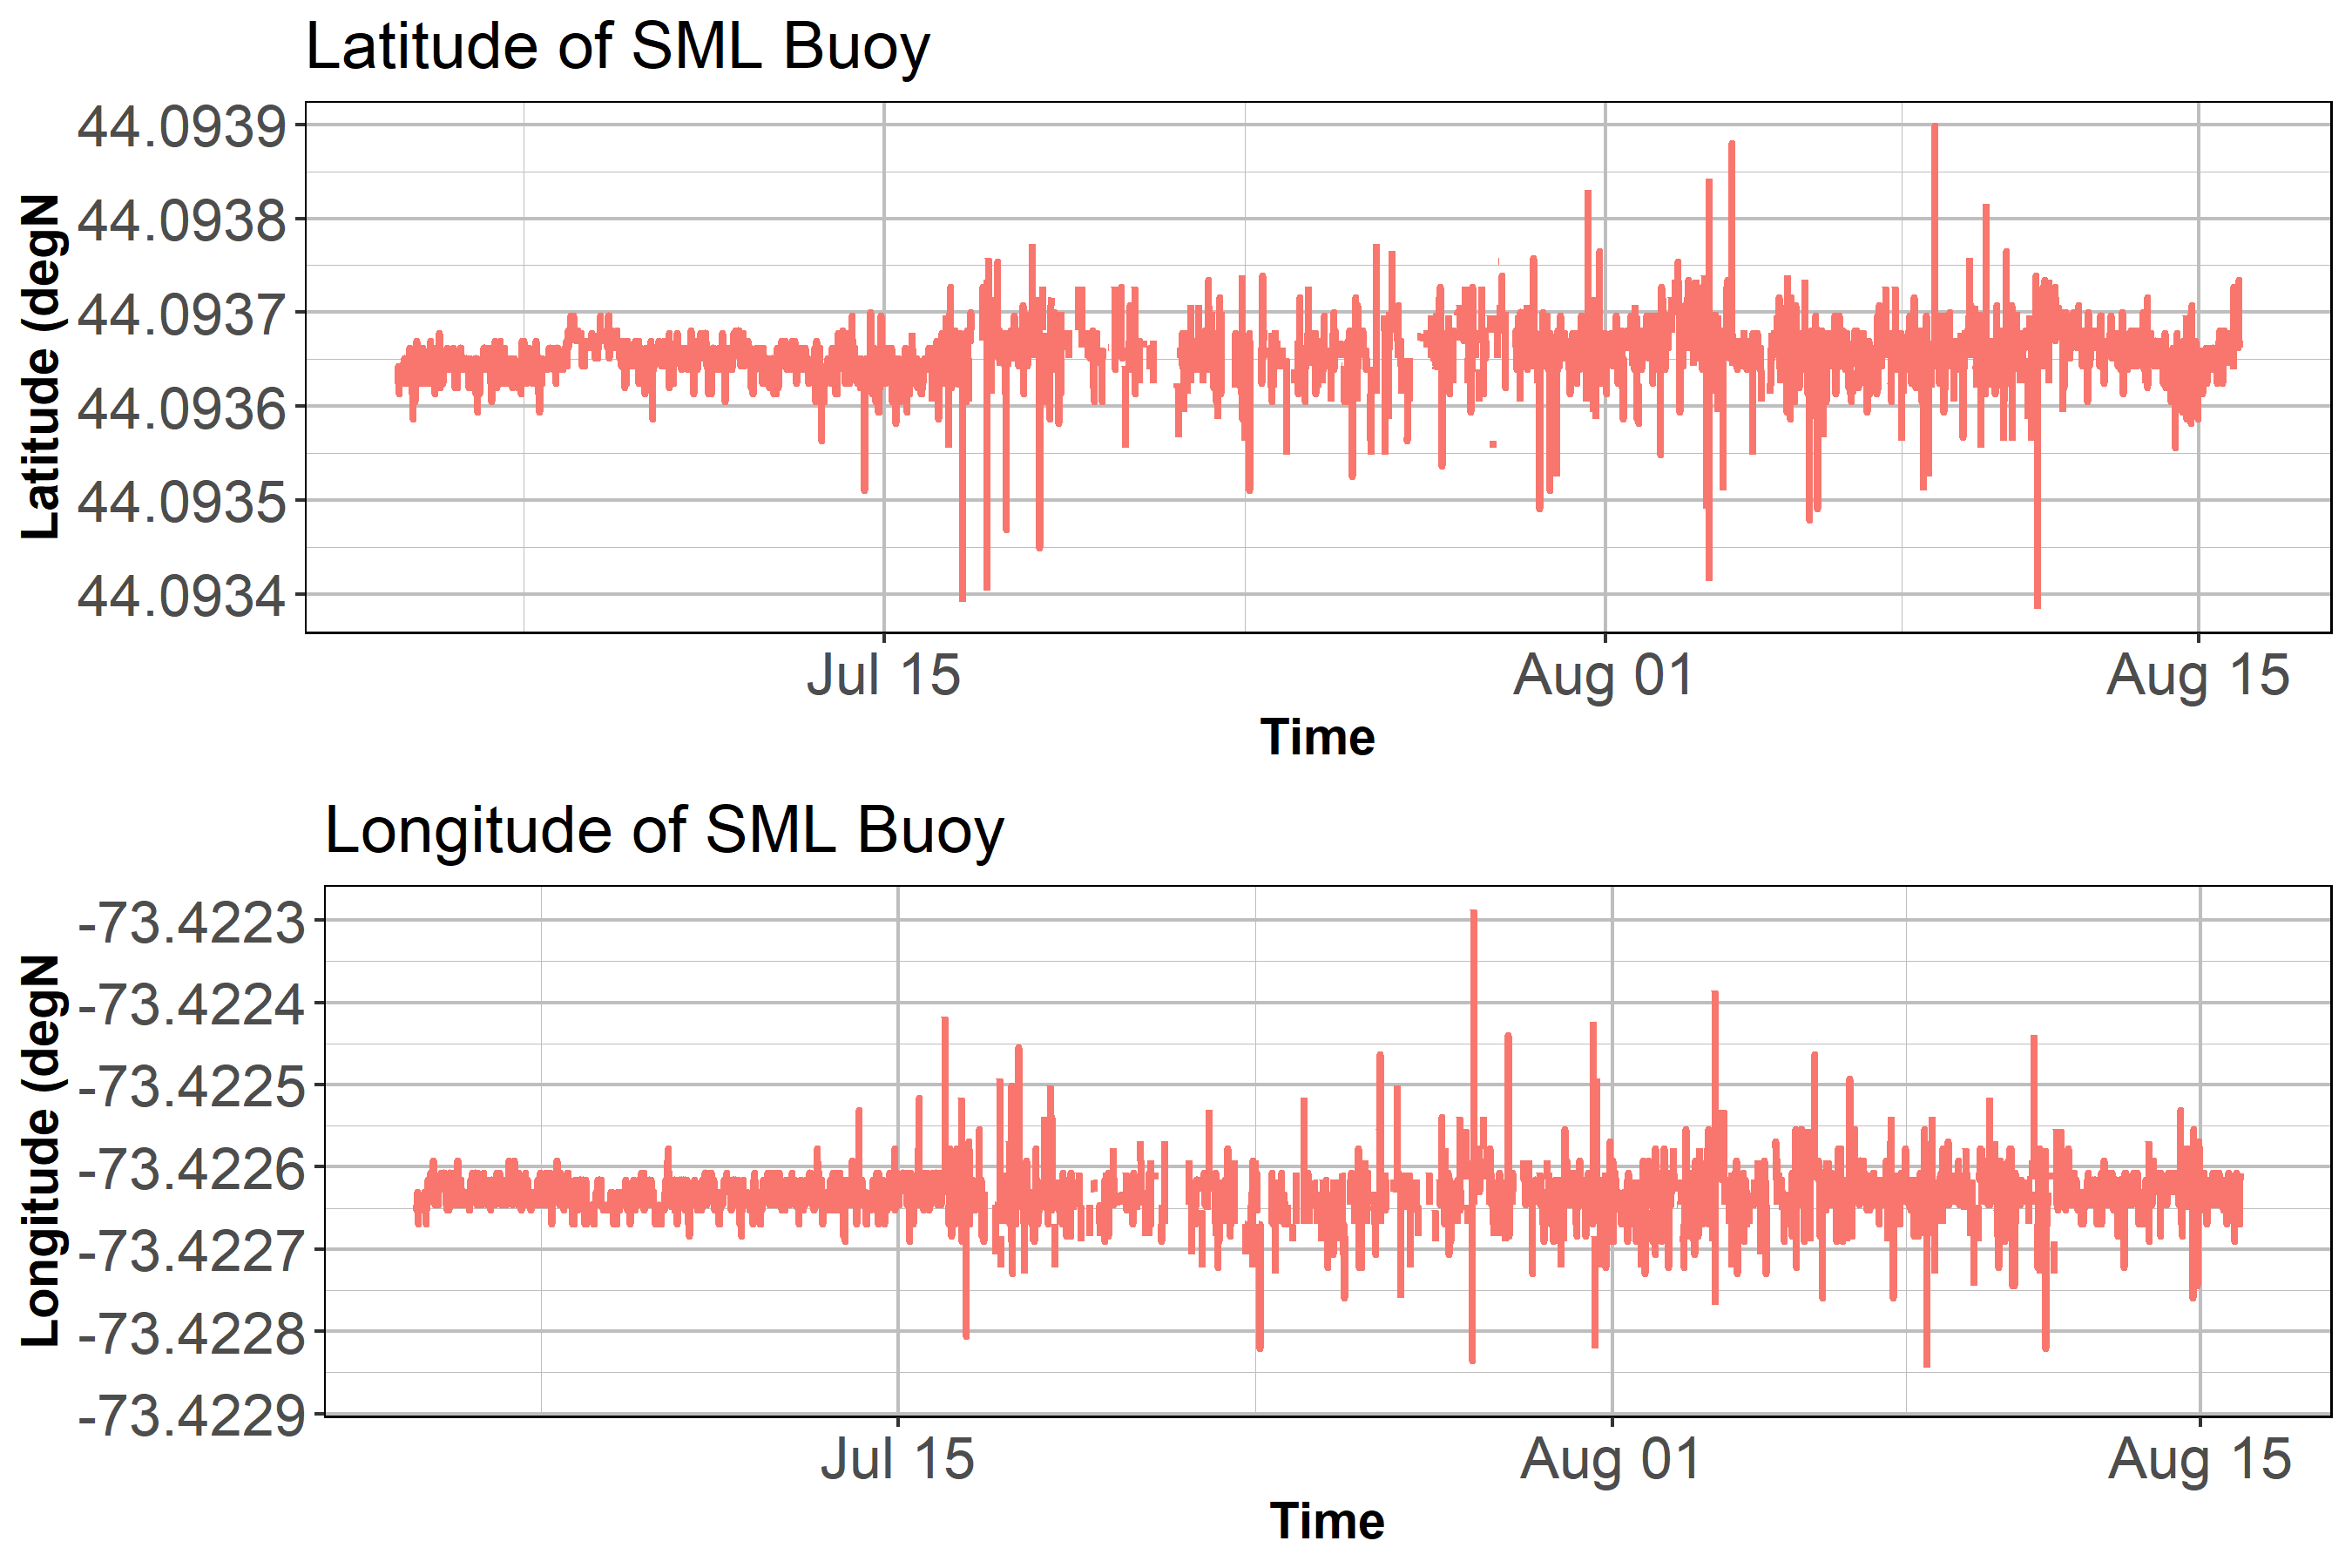 Latitude of SML Buoy
44.0939
44.0938
44.0937
44.0936
44.0935
44.0934
Latitude (degN
Jul 15 Aug 01 Aug 15
Time
Longitude of SML Buoy
-73.4223
-73.4224
-73.4225
-73.4226
-73.4227
-73.4228
-73.4229
Longitude (degN
Jul 15 Aug 01 Aug 15
Time